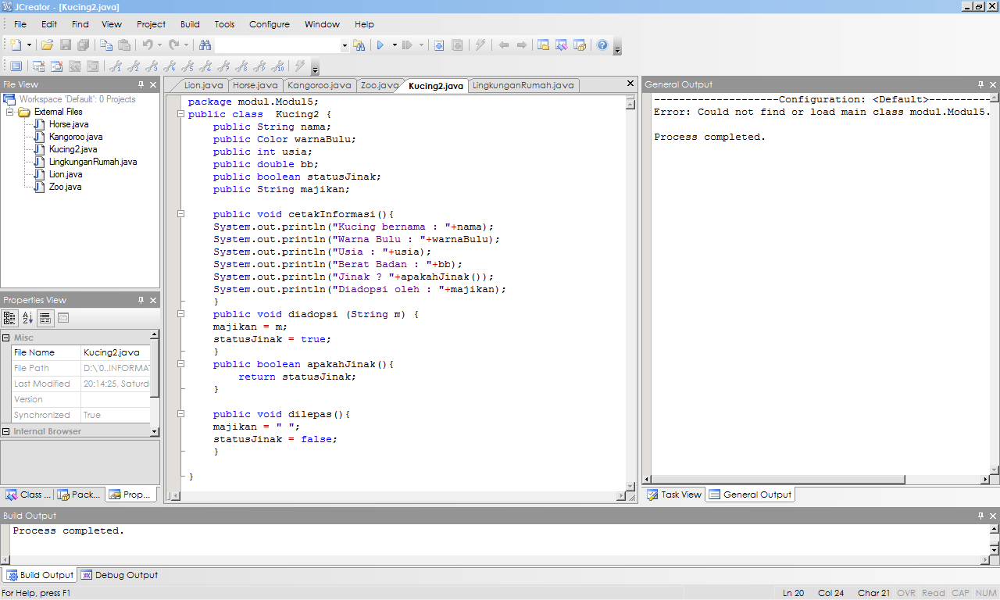 JCreator - [Kucing2.java]
File Edit Find View Project Build Tools Configure Window Help
File View
Workspace 'Default': 0 Projects
External Files
Horse.java
Kangoroo.java
Kucing2.java
LingkunganRumah.java
Lion.java
Zoo.java
Properties View
Misc
File Name Kucing2.java
File Path D:\'0..INFORMA
Last Modified 20:14:25, Saturd
Version
Synchronized True
Internal Browser
Class ... Pack... Prop...
Lion.java Horse.java Kangoroo.java Zoo.java Kucing2.java LingkunganRumah.java
package modul.Modul5;
public class  Kucing2 {
    public String nama;
    public Color warnaBulu;
    public int usia;
    public double bb;
    public boolean statusJinak;
    public String majikan;
    public void cetakInformasi(){
    System.out.println("Kucing bernama : "+nama);
    System.out.println("Warna Bulu : "+warnaBulu);
    System.out.println("Usia : "+usia);
    System.out.println("Berat Badan : "+bb);
    System.out.println("Jinak ? "+apakahJinak());
    System.out.println("Diadopsi oleh : "+majikan);
    }
    public void diadopsi (String m) {
    majikan = m;
    statusJinak = true;
    }
    public boolean apakahJinak(){
        return statusJinak;
    }
    public void dilepas(){
    majikan = " ";
    statusJinak = false;
    }
}
General Output
--------------------Configuration: <Default>----------
Error: Could not find or load main class modul.Modul5.
Process completed.
Task View General Output
Build Output
Process completed.
Build Output Debug Output
For Help, press F1 Ln 20 Col 24 Char 21 OVR Read CAP NUM